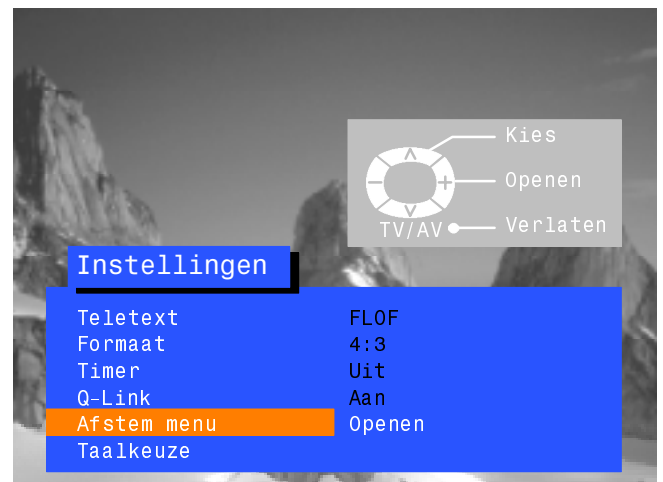 Kies
Openen
TV/AV Verlaten
Instellingen
Teletext FLOF
Formaat 4:3
Timer Uit
Q-Link Aan
Afstem menu Openen
Taalkeuze